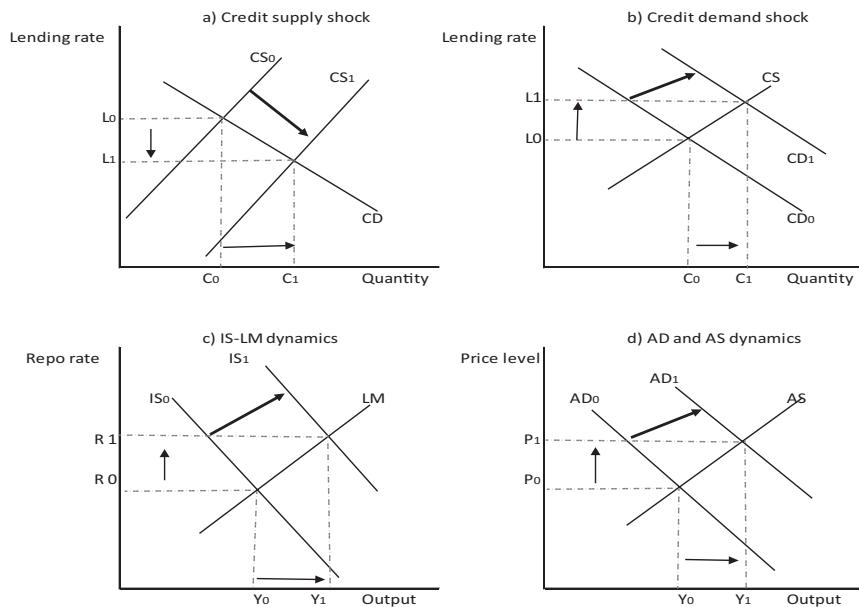 a) Credit supply shock
Lending rate
CS0
CS1
L0
L1
CD
C0
C1
Quantity
b) Credit demand shock
Lending rate
CS
L1
L0
CD1
CD0
C0
C1
Quantity
c) IS-LM dynamics
Repo rate
IS1
IS0
LM
R 1
R 0
Y0
Y1
Output
d) AD and AS dynamics
Price level
AD1
AD0
AS
P1
P0
Y0
Y1
Output